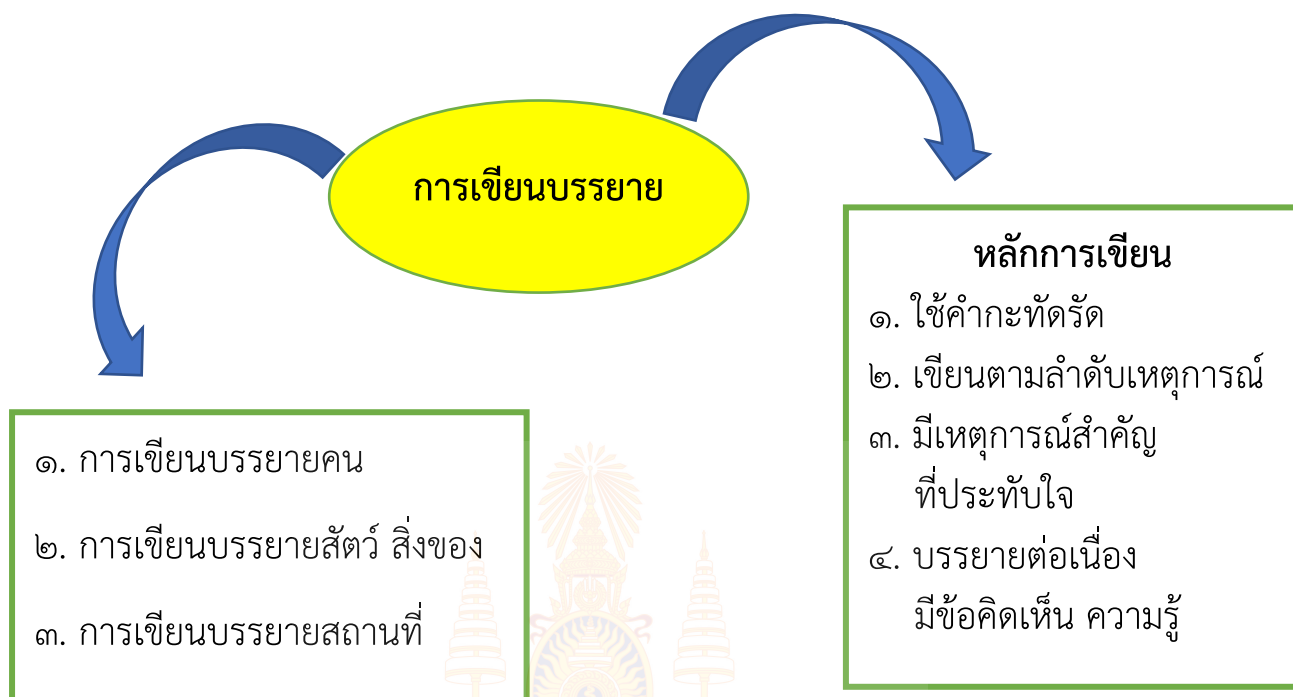 การเขียนบรรยาย
หลักการเขียน
๑. ใช้คำกะทัดรัด
๒. เขียนตามลำดับเหตุการณ์
๓. มีเหตุการณ์สำคัญ
ที่ประทับใจ
๔. บรรยายต่อเนื่อง
มีข้อคิดเห็น ความรู้
๑. การเขียนบรรยายคน
๒. การเขียนบรรยายสัตว์ สิ่งของ
๓. การเขียนบรรยายสถานที่